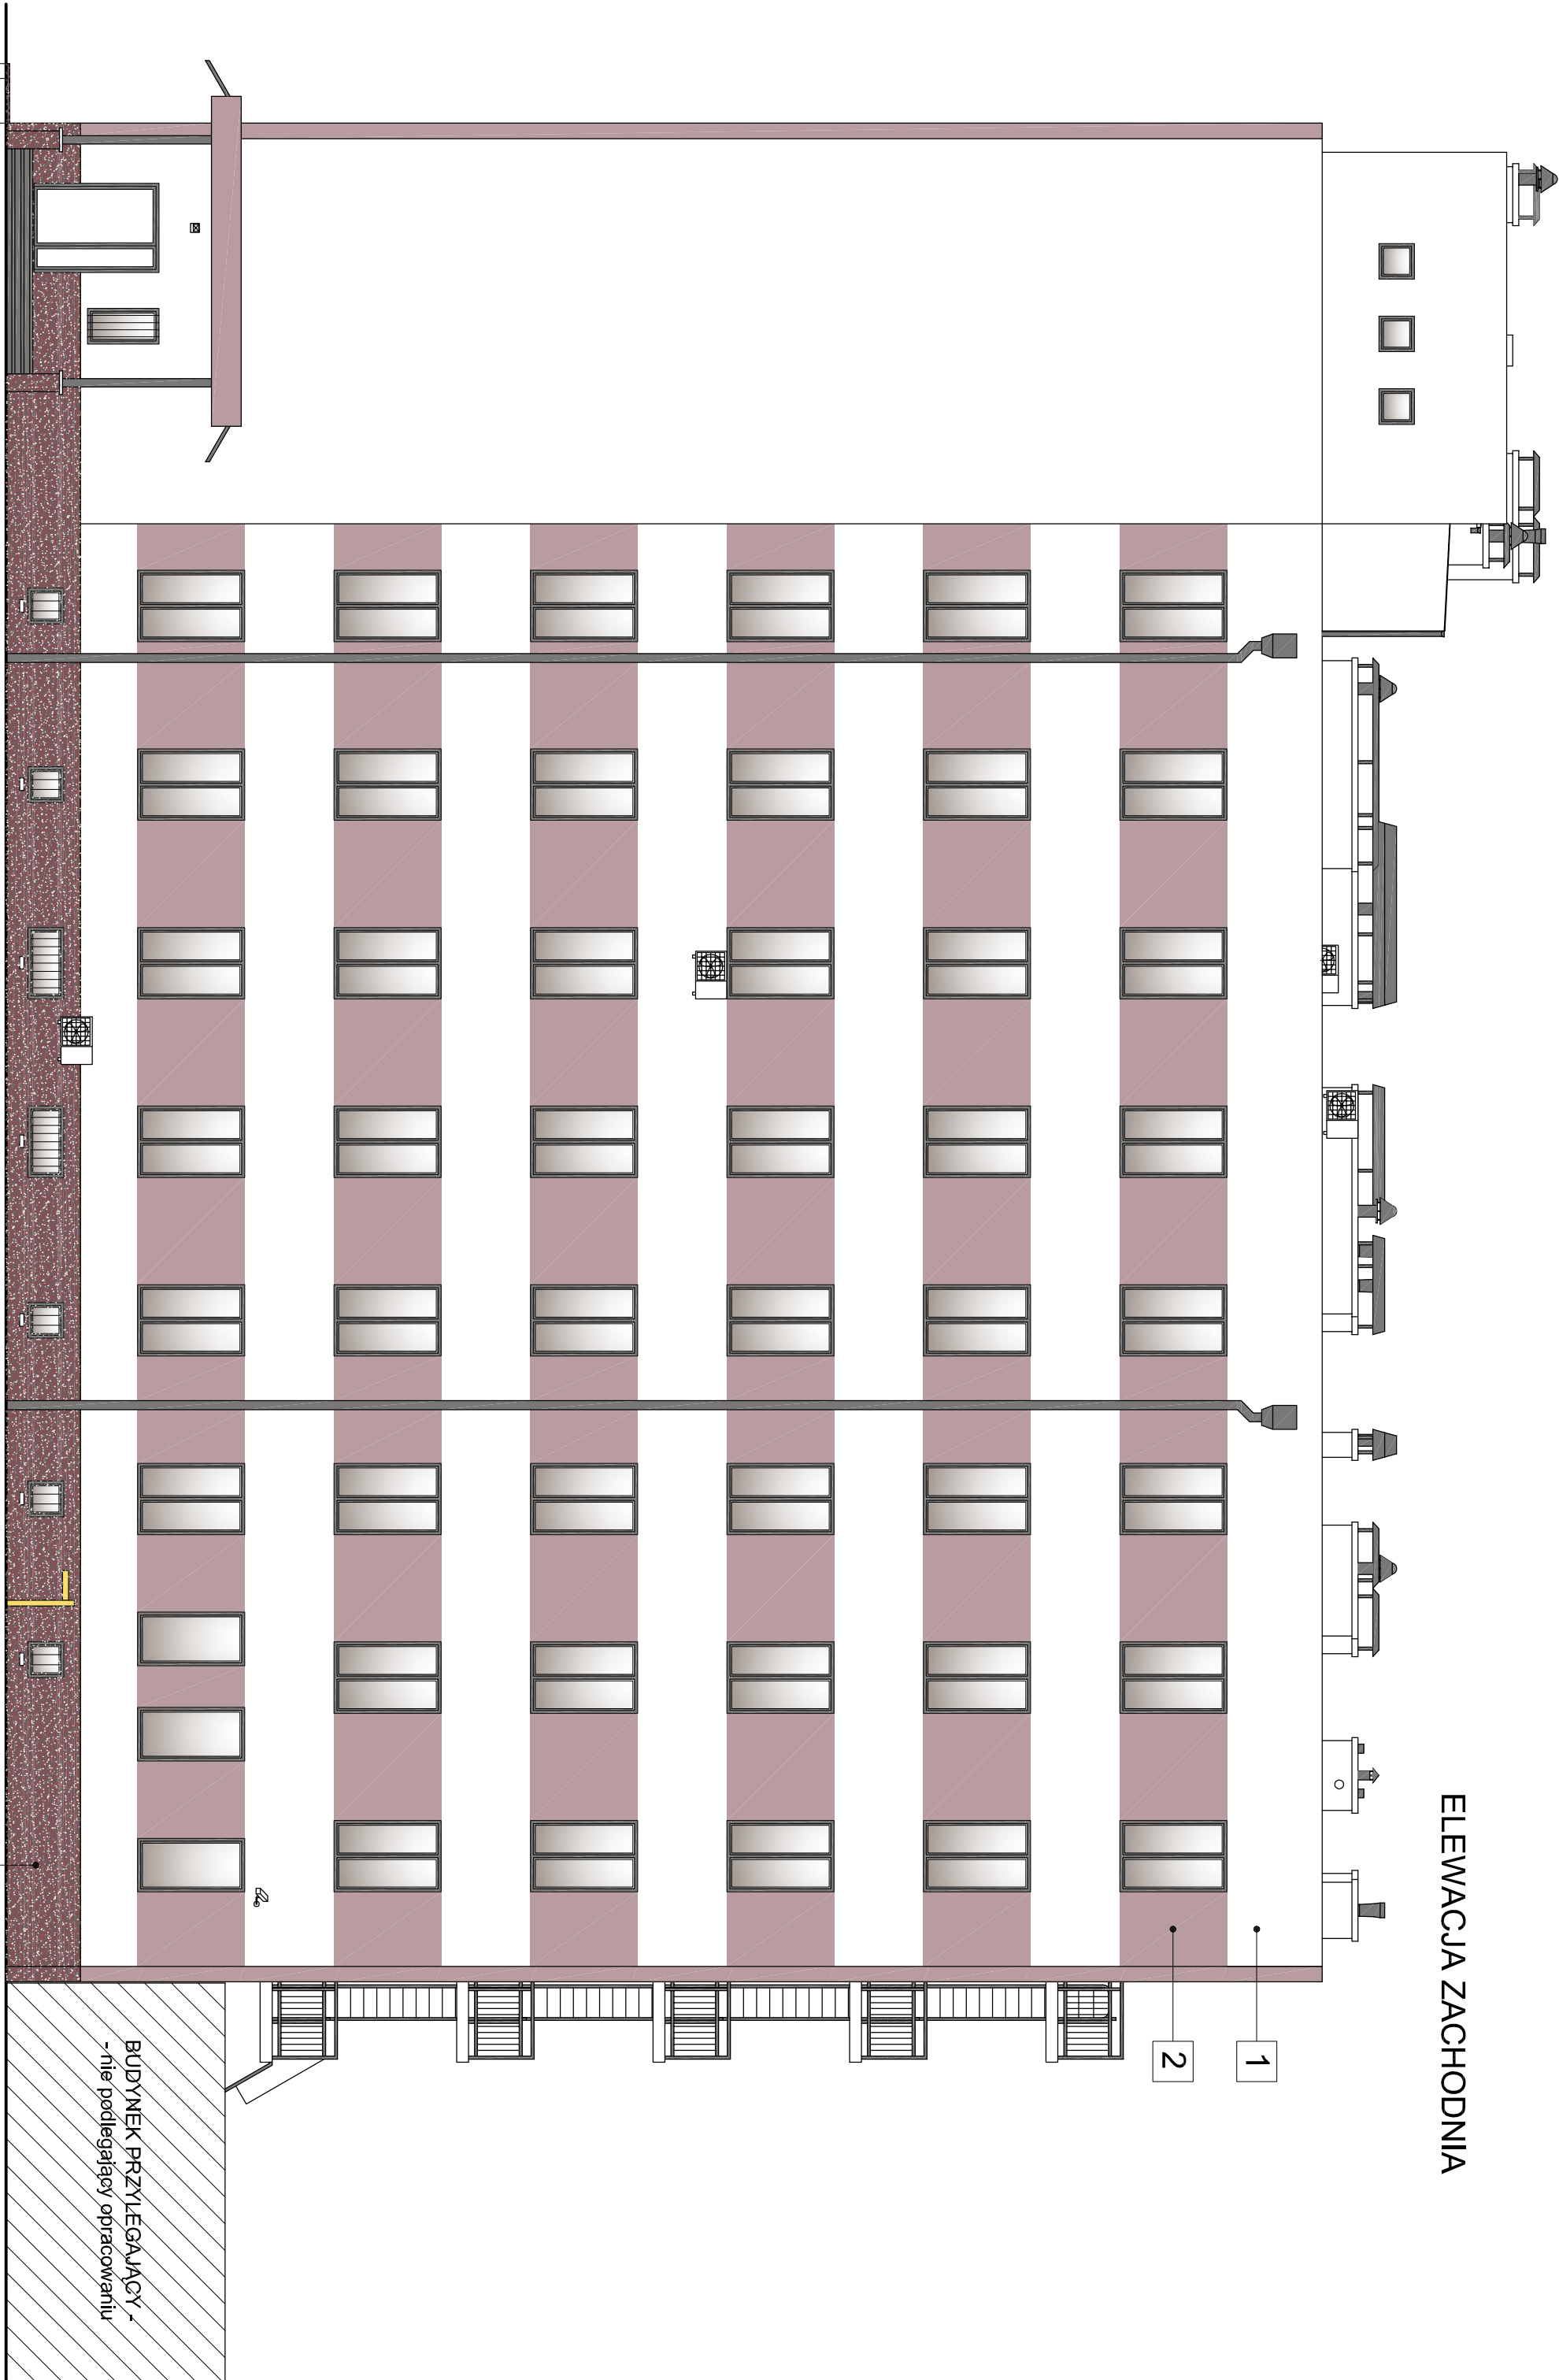 ELEWACJA ZACHODNIA
1
2
BUDYNEK PRZYLEGAJĄCY -
- nie podlegający opracowaniu